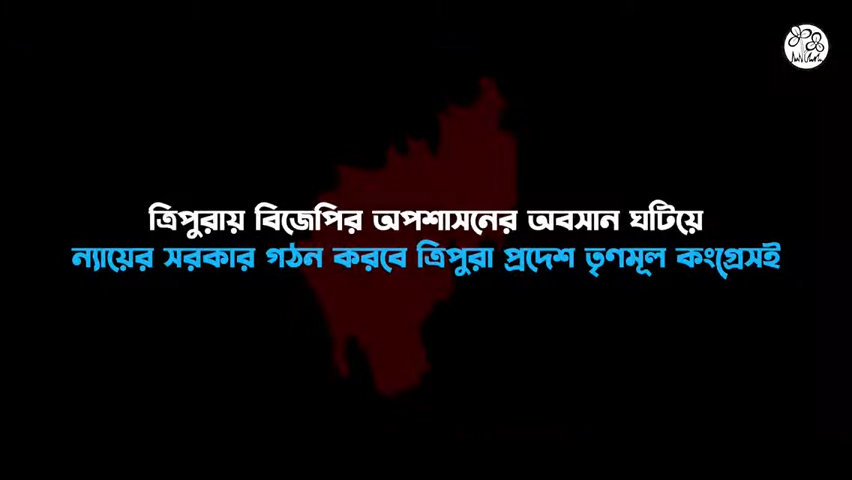 ত্রিপুরায় বিজেপির অপশাসনের অবসান ঘটিয়ে
ন্যায়ের সরকার গঠন করবে ত্রিপুরা প্রদেশ তৃণমূল কংগ্রেসই